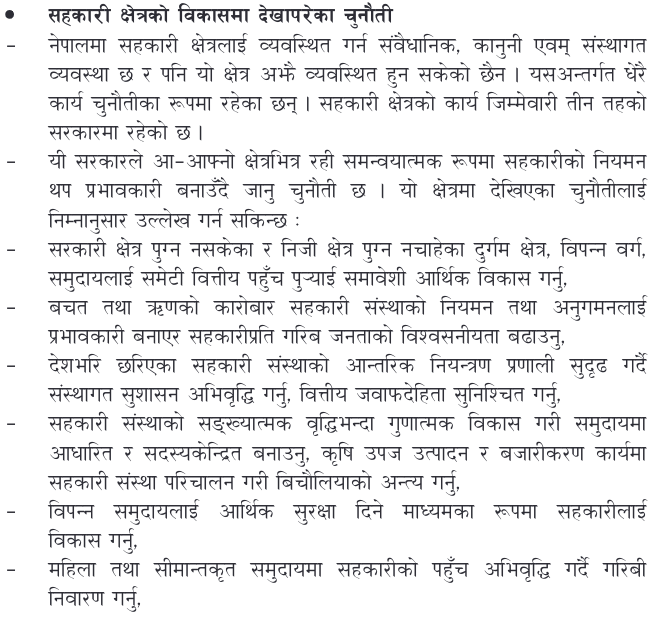 • सहकारी क्षेत्रको विकासमा देखापरेका चुनौती
– नेपालमा सहकारी क्षेत्रलाई व्यवस्थित गर्न संवैधानिक, कानुनी एवम् संस्थागत
व्यवस्था छ र पनि यो क्षेत्र अझै व्यवस्थित हुन सकेको छैन । यसअन्तर्गत धेरै
कार्य चुनौतीका रूपमा रहेका छन् । सहकारी क्षेत्रको कार्य जिम्मेवारी तीन तहको
सरकारमा रहेको छ ।
– यी सरकारले आ-आफ्नो क्षेत्रभित्र रही समन्वयात्मक रूपमा सहकारीको नियमन
थप प्रभावकारी बनाउँदै जानु चुनौती छ । यो क्षेत्रमा देखिएका चुनौतीलाई
निम्नानुसार उल्लेख गर्न सकिन्छ :
– सरकारी क्षेत्र पुग्न नसकेका र निजी क्षेत्र पुग्न नचाहेका दुर्गम क्षेत्र, विपन्न वर्ग,
समुदायलाई समेटी वित्तीय पहुँच पुऱ्याई समावेशी आर्थिक विकास गर्नु,
– बचत तथा ऋणको कारोबार सहकारी संस्थाको नियमन तथा अनुगमनलाई
प्रभावकारी बनाएर सहकारीप्रति गरिब जनताको विश्वसनीयता बढाउनु,
– देशभरि छरिएका सहकारी संस्थाको आन्तरिक नियन्त्रण प्रणाली सुदृढ गर्दै
संस्थागत सुशासन अभिवृद्धि गर्नु, वित्तीय जवाफदेहिता सुनिश्चित गर्नु,
– सहकारी संस्थाको सङ्ख्यात्मक वृद्धिभन्दा गुणात्मक विकास गरी समुदायमा
आधारित र सदस्यकेन्द्रित बनाउनु, कृषि उपज उत्पादन र बजारीकरण कार्यमा
सहकारी संस्था परिचालन गरी बिचौलियाको अन्त्य गर्नु,
– विपन्न समुदायलाई आर्थिक सुरक्षा दिने माध्यमका रूपमा सहकारीलाई
विकास गर्नु,
– महिला तथा सीमान्तकृत समुदायमा सहकारीको पहुँच अभिवृद्धि गर्दै गरिबी
निवारण गर्नु,